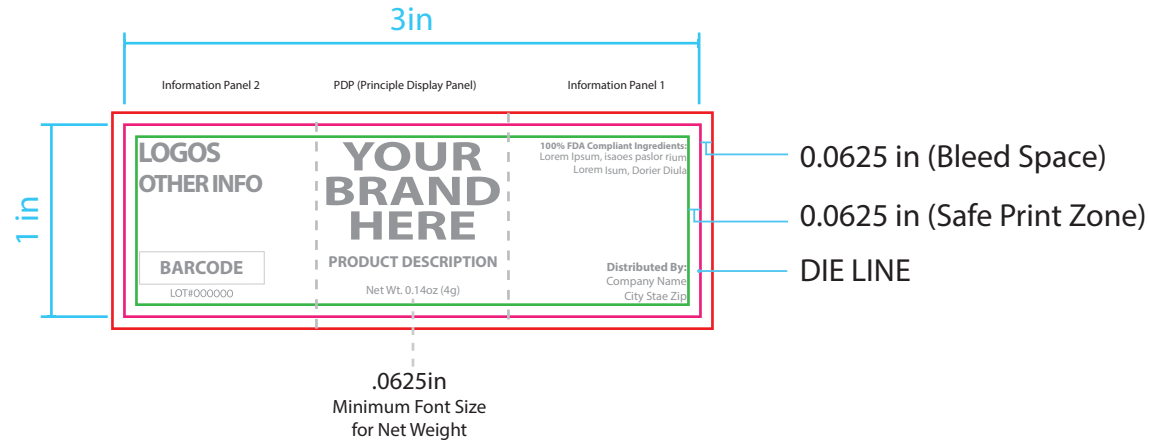 3in
Information Panel 2
PDP (Principle Display Panel)
Information Panel 1
1 in
LOGOS
OTHER INFO
BARCODE
LOT#000000
YOUR
BRAND
HERE
PRODUCT DESCRIPTION
Net Wt. 0.14oz (4g)
100% FDA Compliant Ingredients:
Lorem Ipsum, isaoes paslor rium
Lorem Isum, Dorier Diula
Distributed By:
Company Name
City Stae Zip
0.0625 in (Bleed Space)
0.0625 in (Safe Print Zone)
DIE LINE
.0625in
Minimum Font Size
for Net Weight